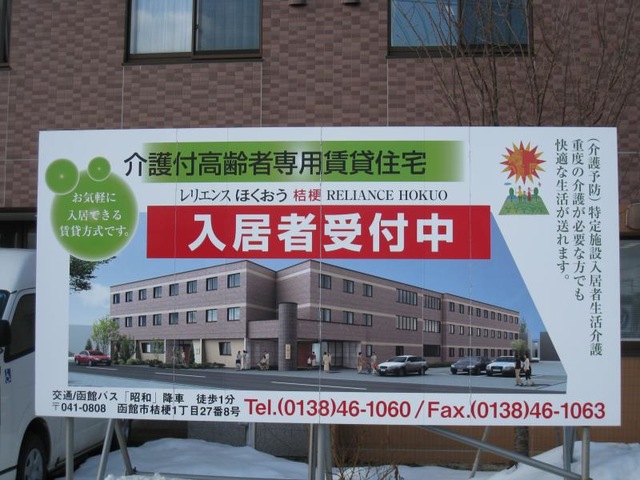 介護付高齢者専用賃貸住宅
レリエンス ほくおう 桔梗 RELIANCE HOKUO
お気軽に
入居できる
賃貸方式です。
入居者受付中
(介護予防)特定施設入居者生活介護
重度の介護が必要な方でも
快適な生活が送れます。
交通/函館バス「昭和」降車 徒歩1分
〒041-0808 函館市桔梗1丁目27番8号
Tel.(0138)46-1060/Fax.(0138)46-1063